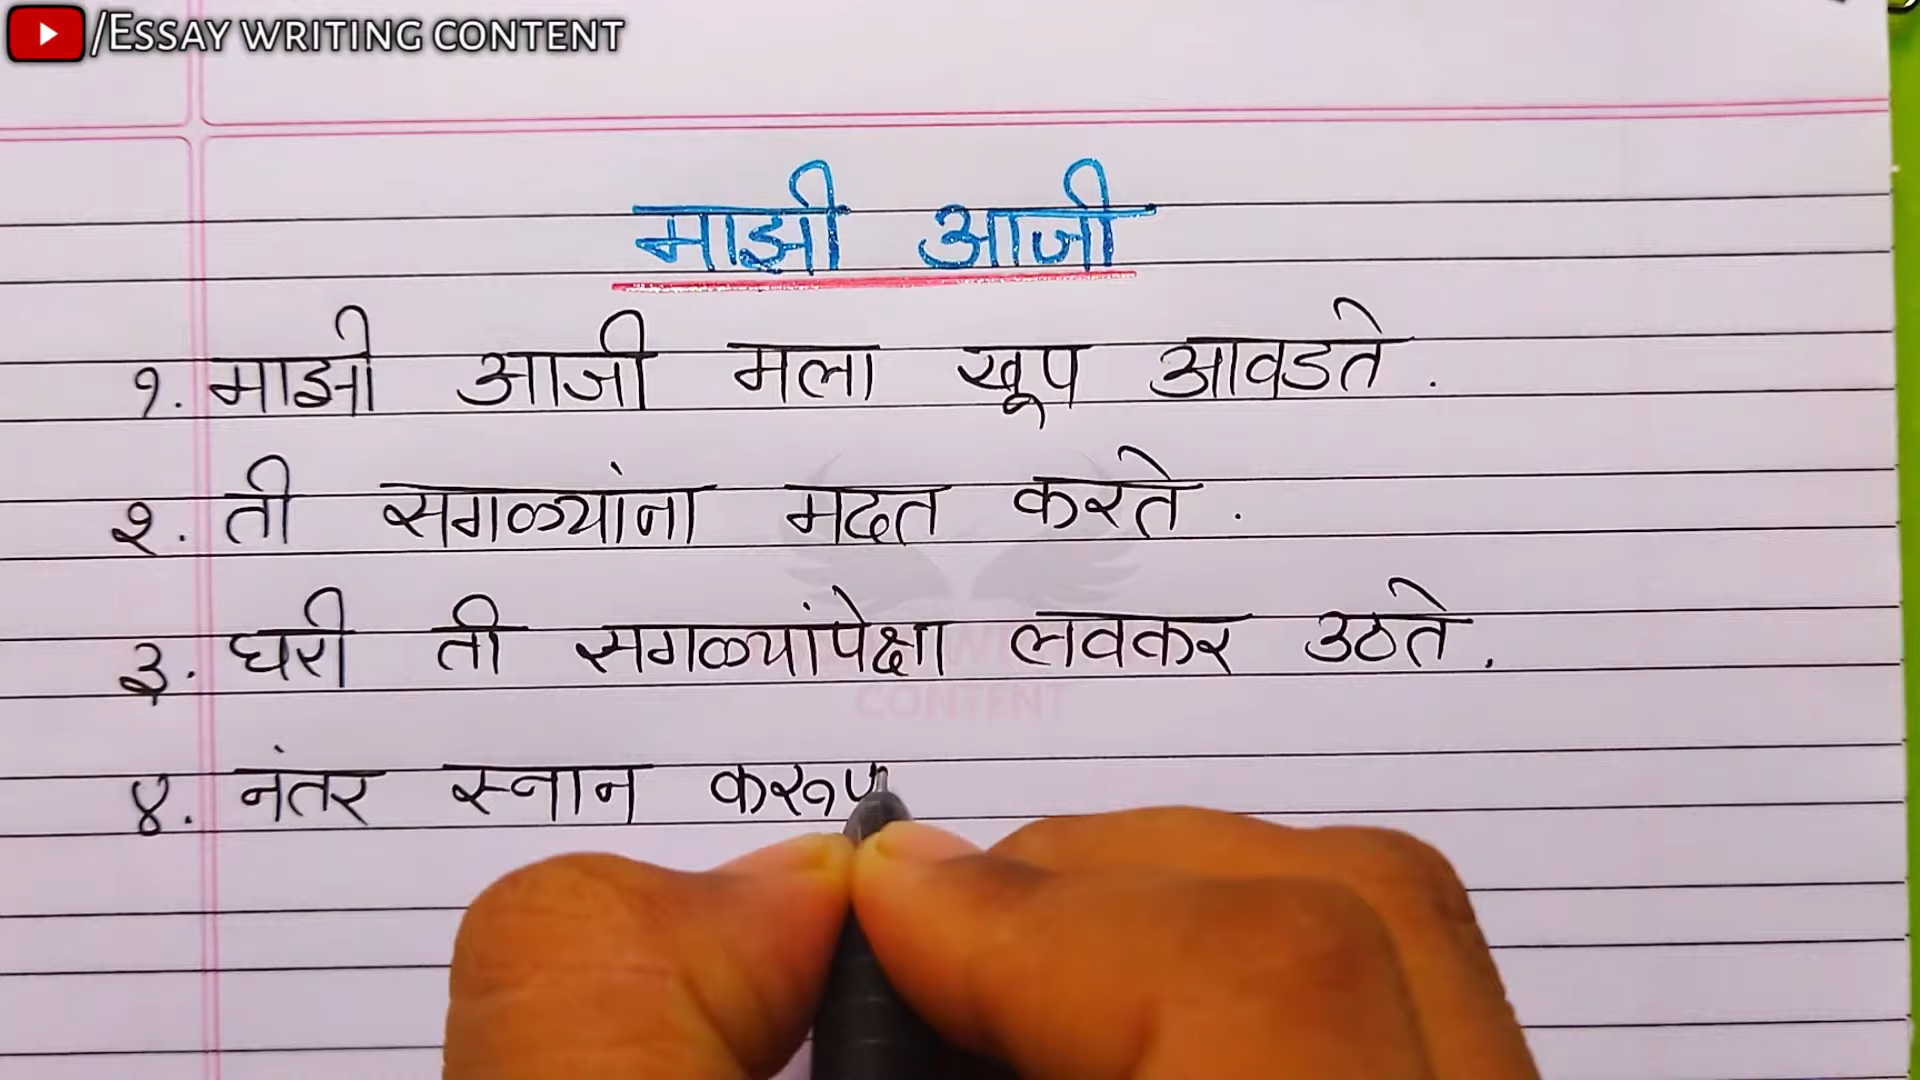 /ESSAY WRITING CONTENT
माझी आजी
१. माझी आजी मला खूप आवडते.
२. ती सगळ्यांना मदत करते.
३. घरी ती सगळ्यांपेक्षा लवकर उठते.
CONTENT
४. नंतर स्नान